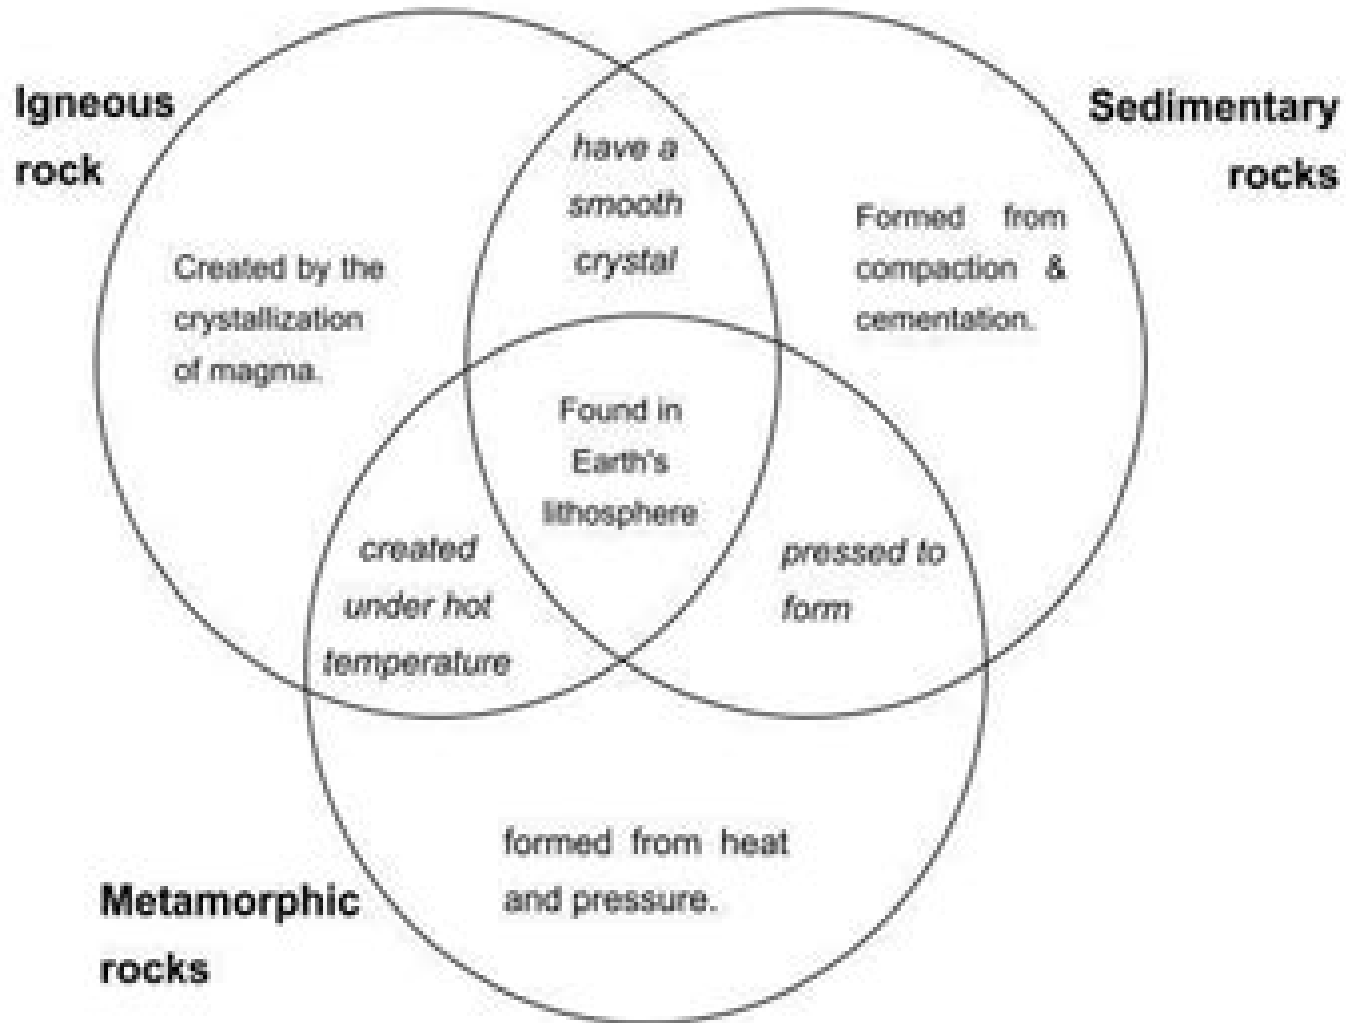 Igneous
rock
Sedimentary
rocks
have a
smooth
crystal
Created by the
crystallization
of magma.
Formed from
compaction &
cementation.
Found in
Earth's
lithosphere
created
under hot
temperature
pressed to
form
formed from heat
and pressure.
Metamorphic
rocks